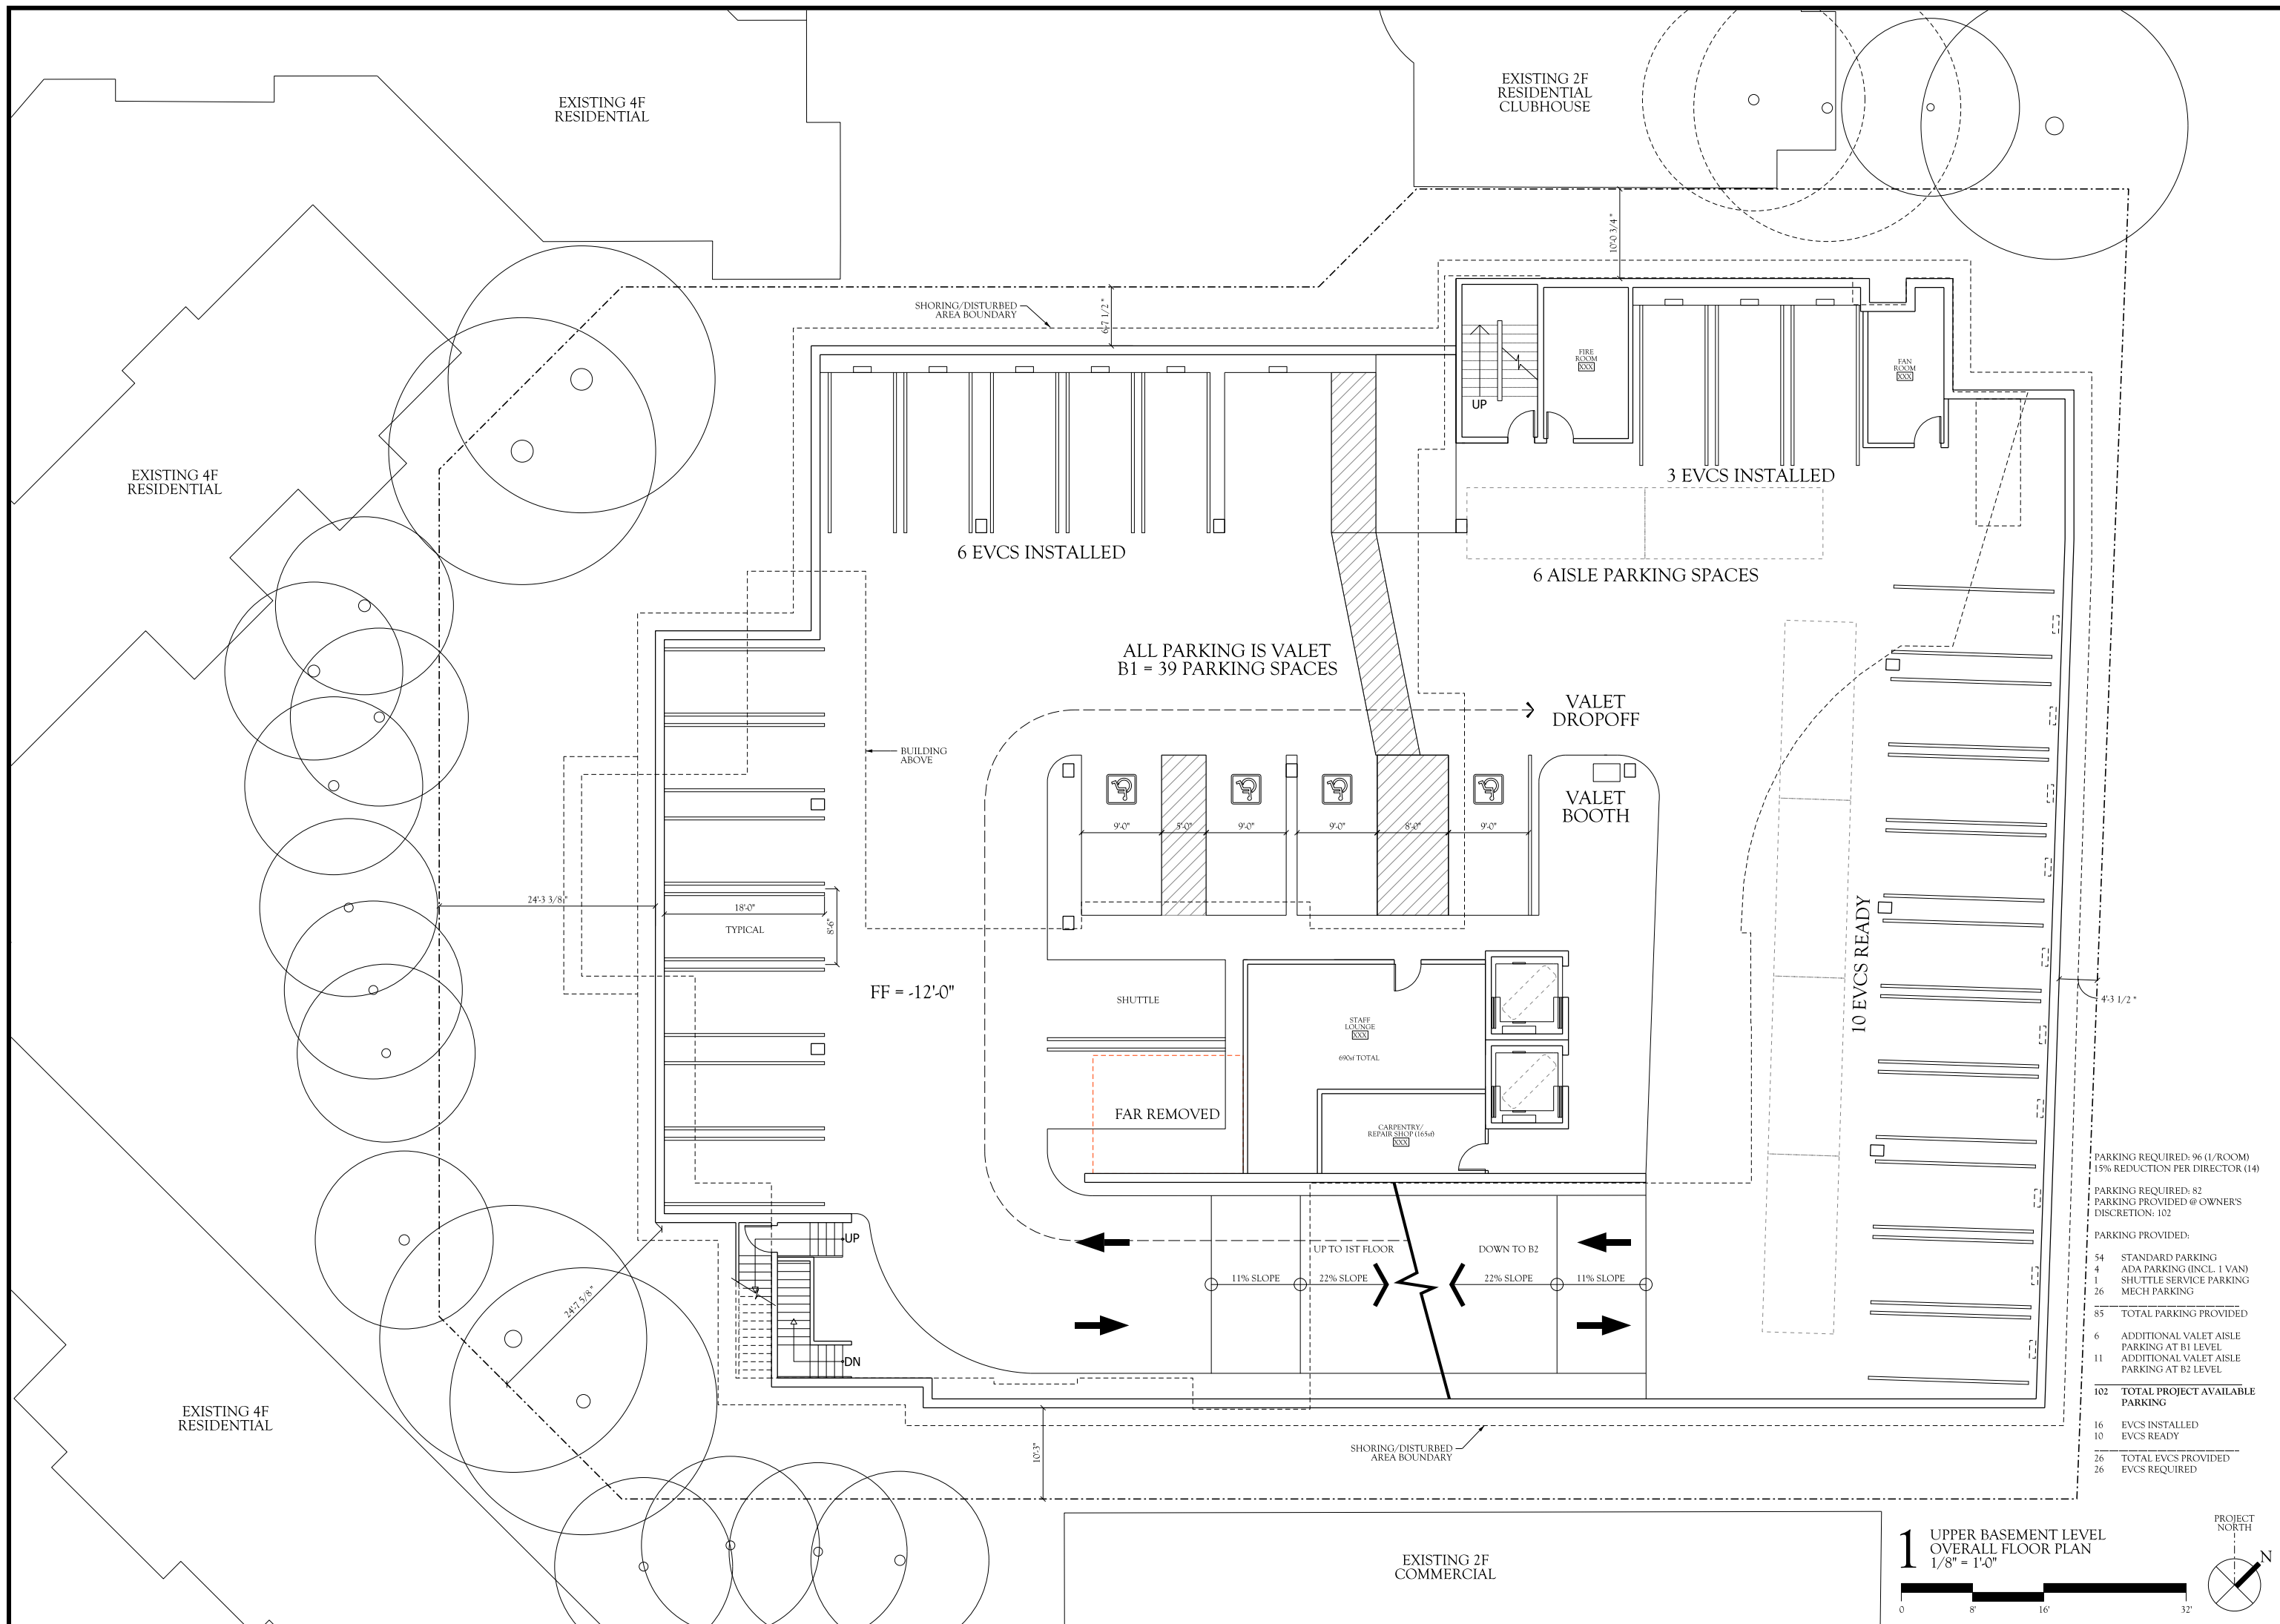 EXISTING 4F
RESIDENTIAL
EXISTING 2F
RESIDENTIAL
CLUBHOUSE
10'-0 3/4 "
SHORING/DISTURBED
AREA BOUNDARY
6'-7 1/2 "
FIRE
ROOM
XXX
FAN
ROOM
XXX
UP
EXISTING 4F
RESIDENTIAL
3 EVCS INSTALLED
6 EVCS INSTALLED
6 AISLE PARKING SPACES
ALL PARKING IS VALET
B1 = 39 PARKING SPACES
VALET
DROPOFF
BUILDING
ABOVE
VALET
BOOTH
9'-0"
5'-0"
9'-0"
9'-0"
8'-0"
9'-0"
24'-3 3/8 "
18'-0"
TYPICAL
8'-6"
10 EVCS READY
FF = -12'-0"
SHUTTLE
4'-3 1/2 "
STAFF
LOUNGE
XXX
690sf TOTAL
FAR REMOVED
CARPENTRY/
REPAIR SHOP (165sf)
XXX
UP
UP TO 1ST FLOOR
DOWN TO B2
11% SLOPE
22% SLOPE
22% SLOPE
11% SLOPE
24'-7 5/8 "
DN
EXISTING 4F
RESIDENTIAL
10'-3"
SHORING/DISTURBED
AREA BOUNDARY
PARKING REQUIRED: 96 (1/ROOM)
15% REDUCTION PER DIRECTOR (14)
PARKING REQUIRED: 82
PARKING PROVIDED @ OWNER'S
DISCRETION: 102
PARKING PROVIDED:
54 STANDARD PARKING
4 ADA PARKING (INCL. 1 VAN)
1 SHUTTLE SERVICE PARKING
26 MECH PARKING
85 TOTAL PARKING PROVIDED
6 ADDITIONAL VALET AISLE
PARKING AT B1 LEVEL
11 ADDITIONAL VALET AISLE
PARKING AT B2 LEVEL
102 TOTAL PROJECT AVAILABLE
PARKING
16 EVCS INSTALLED
10 EVCS READY
26 TOTAL EVCS PROVIDED
26 EVCS REQUIRED
EXISTING 2F
COMMERCIAL
1 UPPER BASEMENT LEVEL
OVERALL FLOOR PLAN
1/8" = 1'-0"
0 8' 16' 32'
PROJECT
NORTH
N